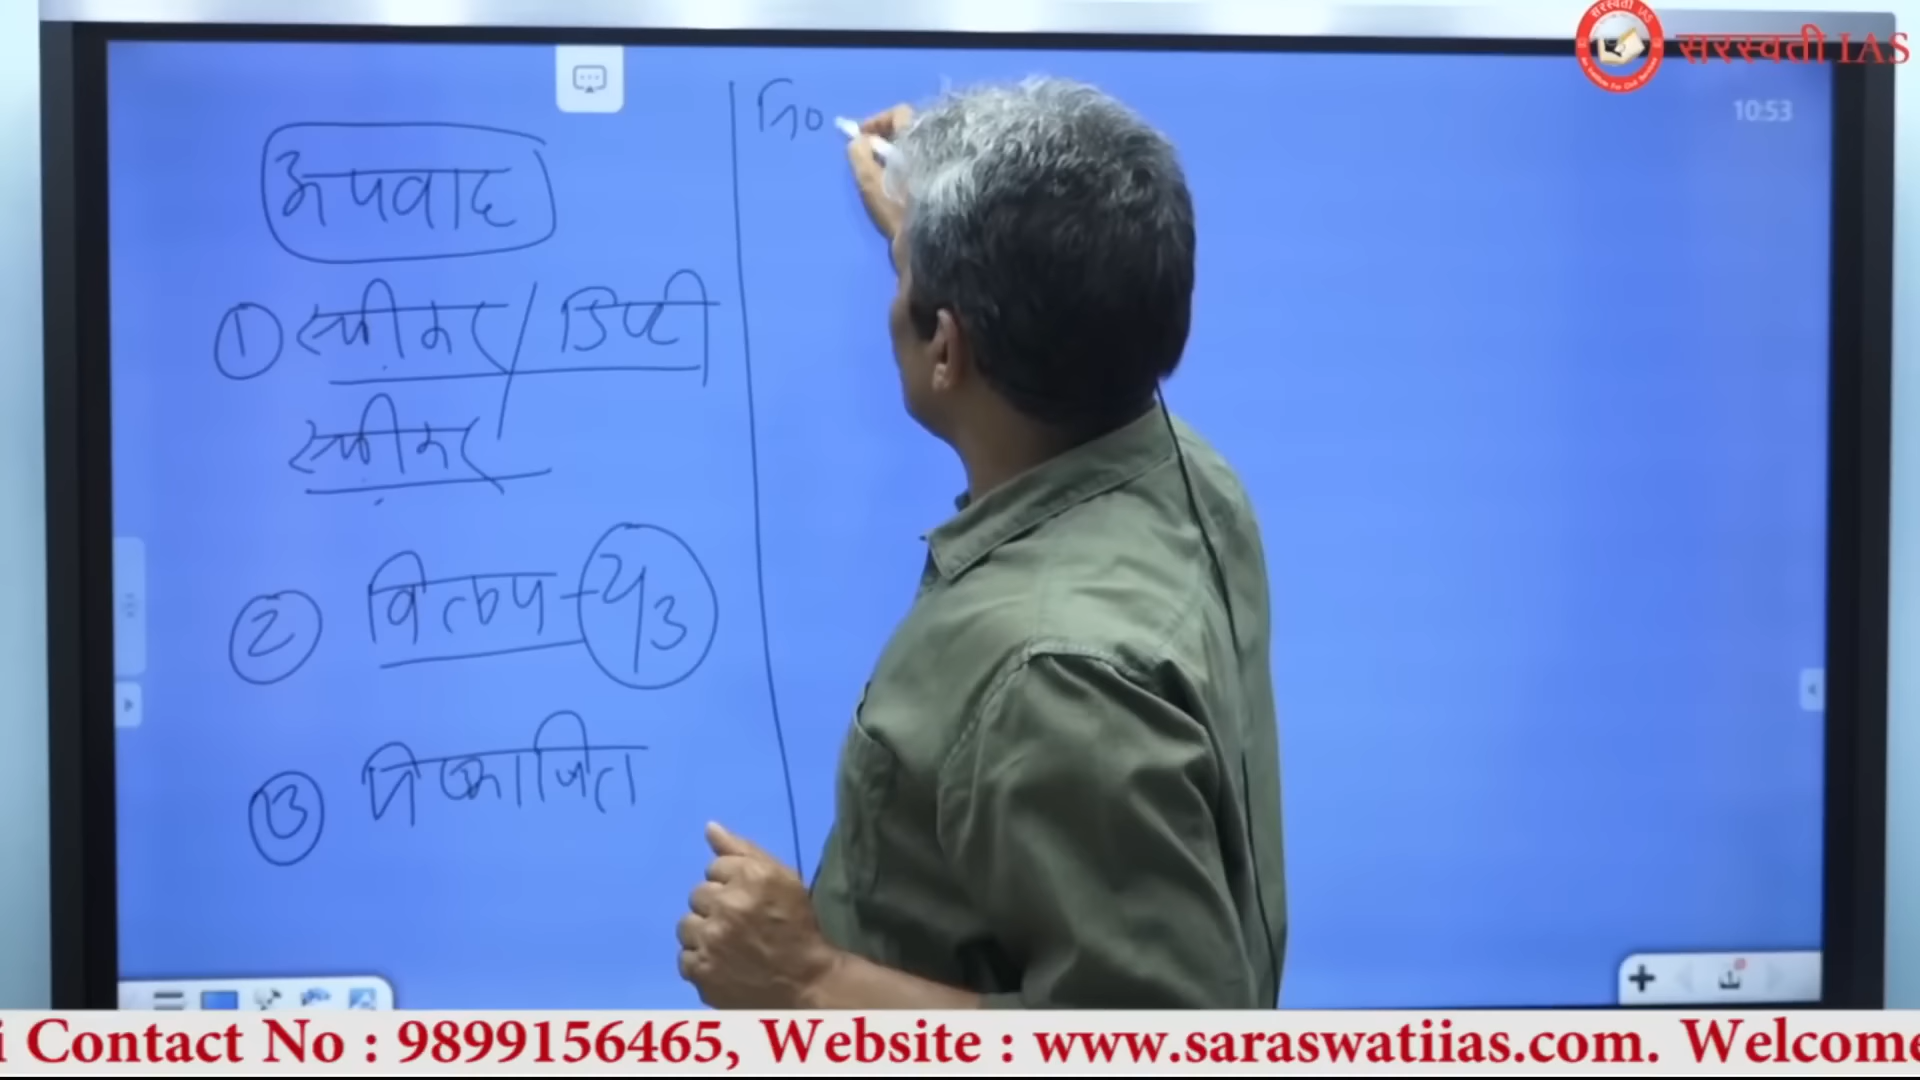 सरस्वती IAS
10:53
अपवाद
① स्पीकर / डिप्टी
स्पीकर
② विलय - 2/3
③ निष्कासित
i Contact No : 9899156465, Website : www.saraswatiias.com. Welcome